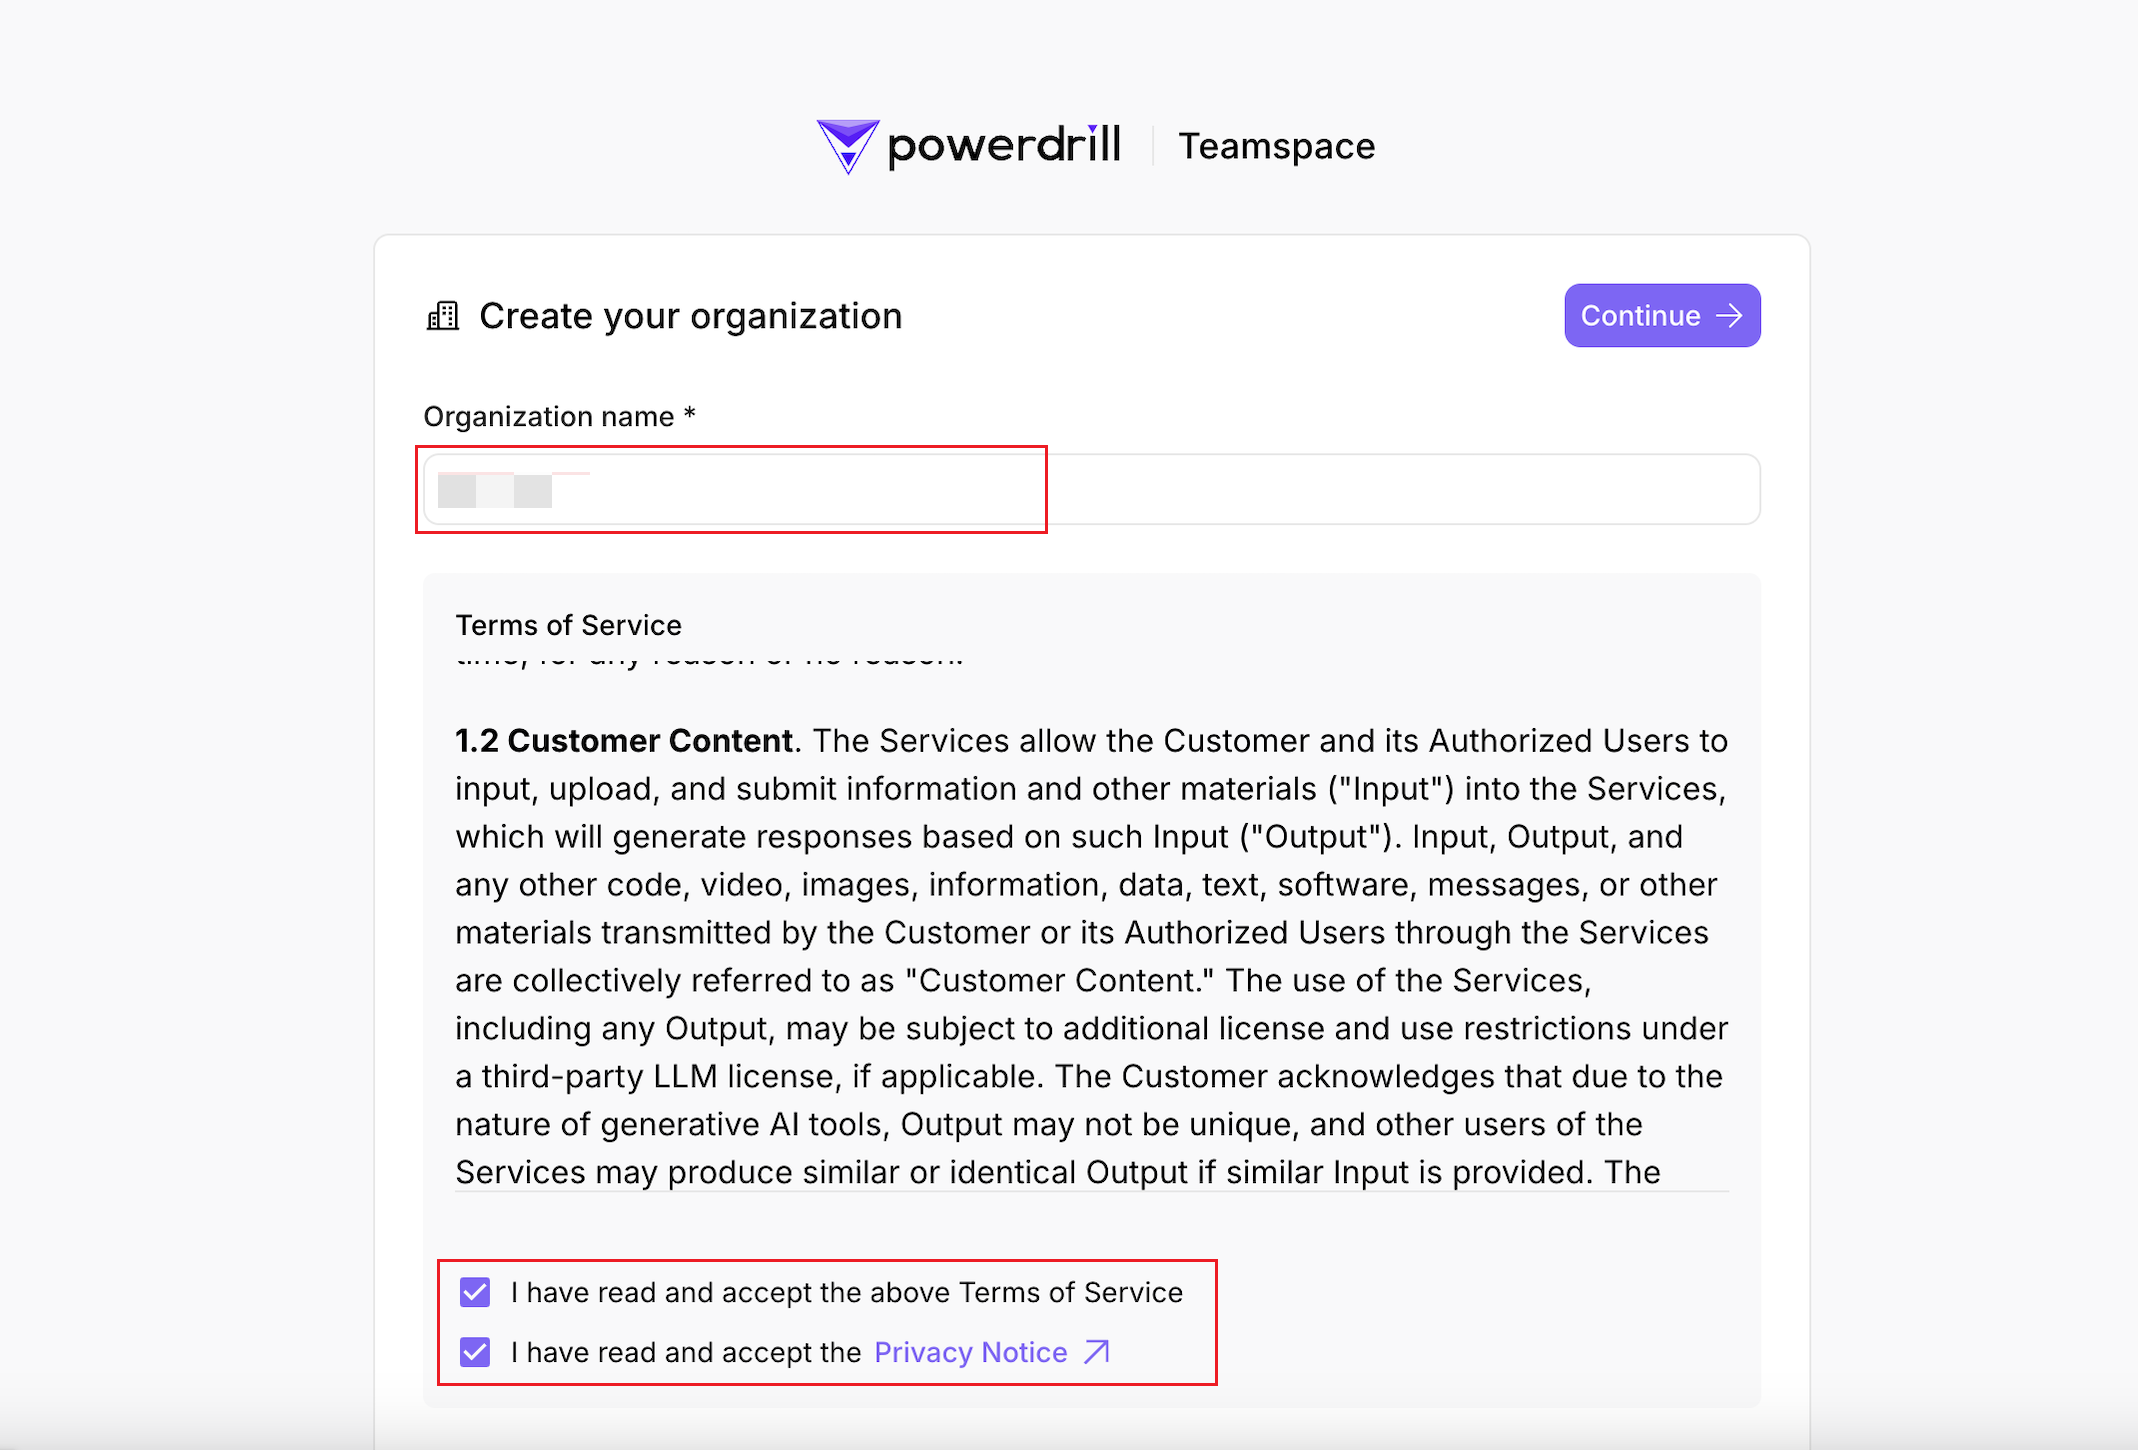 powerdrill Teamspace
Create your organization
Continue
Organization name *
Terms of Service
time, for any reason or no reason.
1.2 Customer Content. The Services allow the Customer and its Authorized Users to
input, upload, and submit information and other materials ("Input") into the Services,
which will generate responses based on such Input ("Output"). Input, Output, and
any other code, video, images, information, data, text, software, messages, or other
materials transmitted by the Customer or its Authorized Users through the Services
are collectively referred to as "Customer Content." The use of the Services,
including any Output, may be subject to additional license and use restrictions under
a third-party LLM license, if applicable. The Customer acknowledges that due to the
nature of generative AI tools, Output may not be unique, and other users of the
Services may produce similar or identical Output if similar Input is provided. The
I have read and accept the above Terms of Service
I have read and accept the Privacy Notice